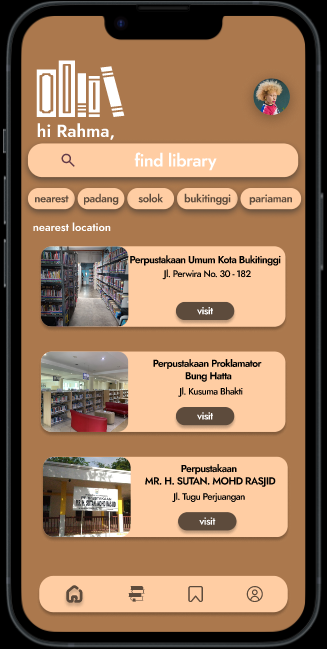 hi Rahma,
find library
nearest padang solok bukitinggi pariaman
nearest location
Perpustakaan Umum Kota Bukitinggi
Jl. Perwira No. 30 - 182
visit
Perpustakaan Proklamator
Bung Hatta
Jl. Kusuma Bhakti
visit
Perpustakaan
MR. H. SUTAN. MOHD RASJID
Jl. Tugu Perjuangan
visit